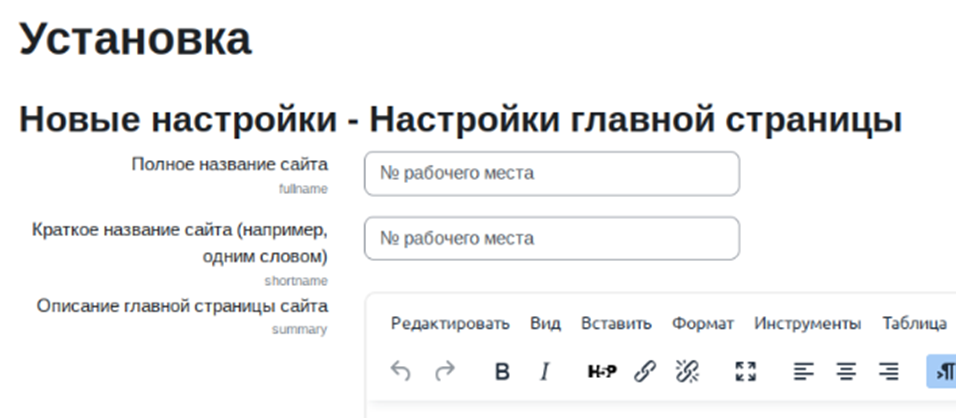 Установка
Новые настройки - Настройки главной страницы
Полное название сайта
fullname
№ рабочего места
Краткое название сайта (например,
одним словом)
shortname
№ рабочего места
Описание главной страницы сайта
summary
Редактировать Вид Вставить Формат Инструменты Таблица
B I H-P